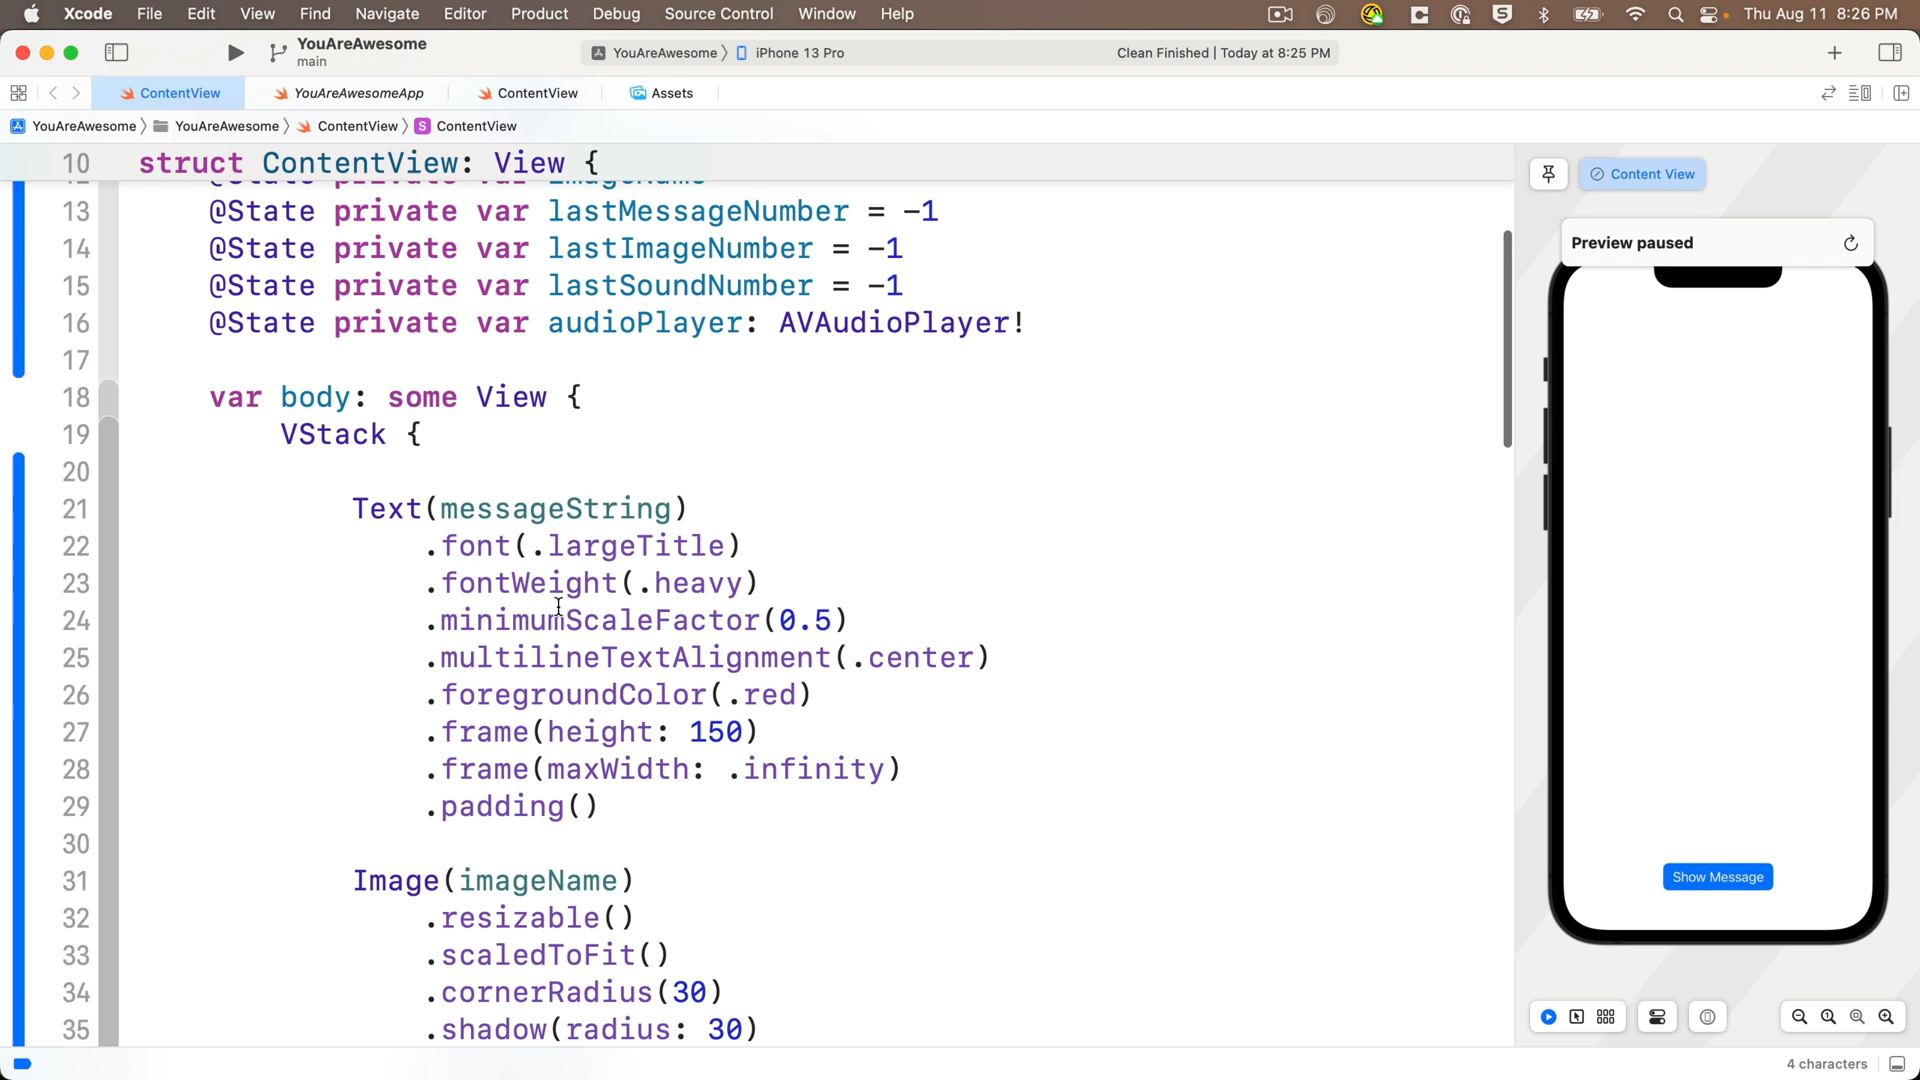 Xcode File Edit View Find Navigate Editor Product Debug Source Control Window Help Thu Aug 11 8:26 PM
YouAreAwesome
main
YouAreAwesome 〉 iPhone 13 Pro
Clean Finished | Today at 8:25 PM
ContentView YouAreAwesomeApp ContentView Assets
YouAreAwesome 〉 YouAreAwesome 〉 ContentView 〉 S ContentView
10 struct ContentView: View {
12 @State private var imageName
13 @State private var lastMessageNumber = -1
14 @State private var lastImageNumber = -1
15 @State private var lastSoundNumber = -1
16 @State private var audioPlayer: AVAudioPlayer!
17
18 var body: some View {
19 VStack {
20
21 Text(messageString)
22 .font(.largeTitle)
23 .fontWeight(.heavy)
24 .minimumScaleFactor(0.5)
25 .multilineTextAlignment(.center)
26 .foregroundColor(.red)
27 .frame(height: 150)
28 .frame(maxWidth: .infinity)
29 .padding()
30
31 Image(imageName)
32 .resizable()
33 .scaledToFit()
34 .cornerRadius(30)
35 .shadow(radius: 30)
Content View
Preview paused
Show Message
4 characters